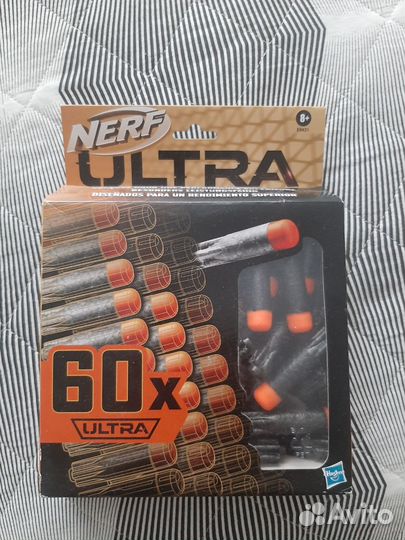 NERF
ULTRA
8+
DISEÑADOS PARA UN RENDIMIENTO SUPERIOR
60x
ULTRA
Hasbro
Avito